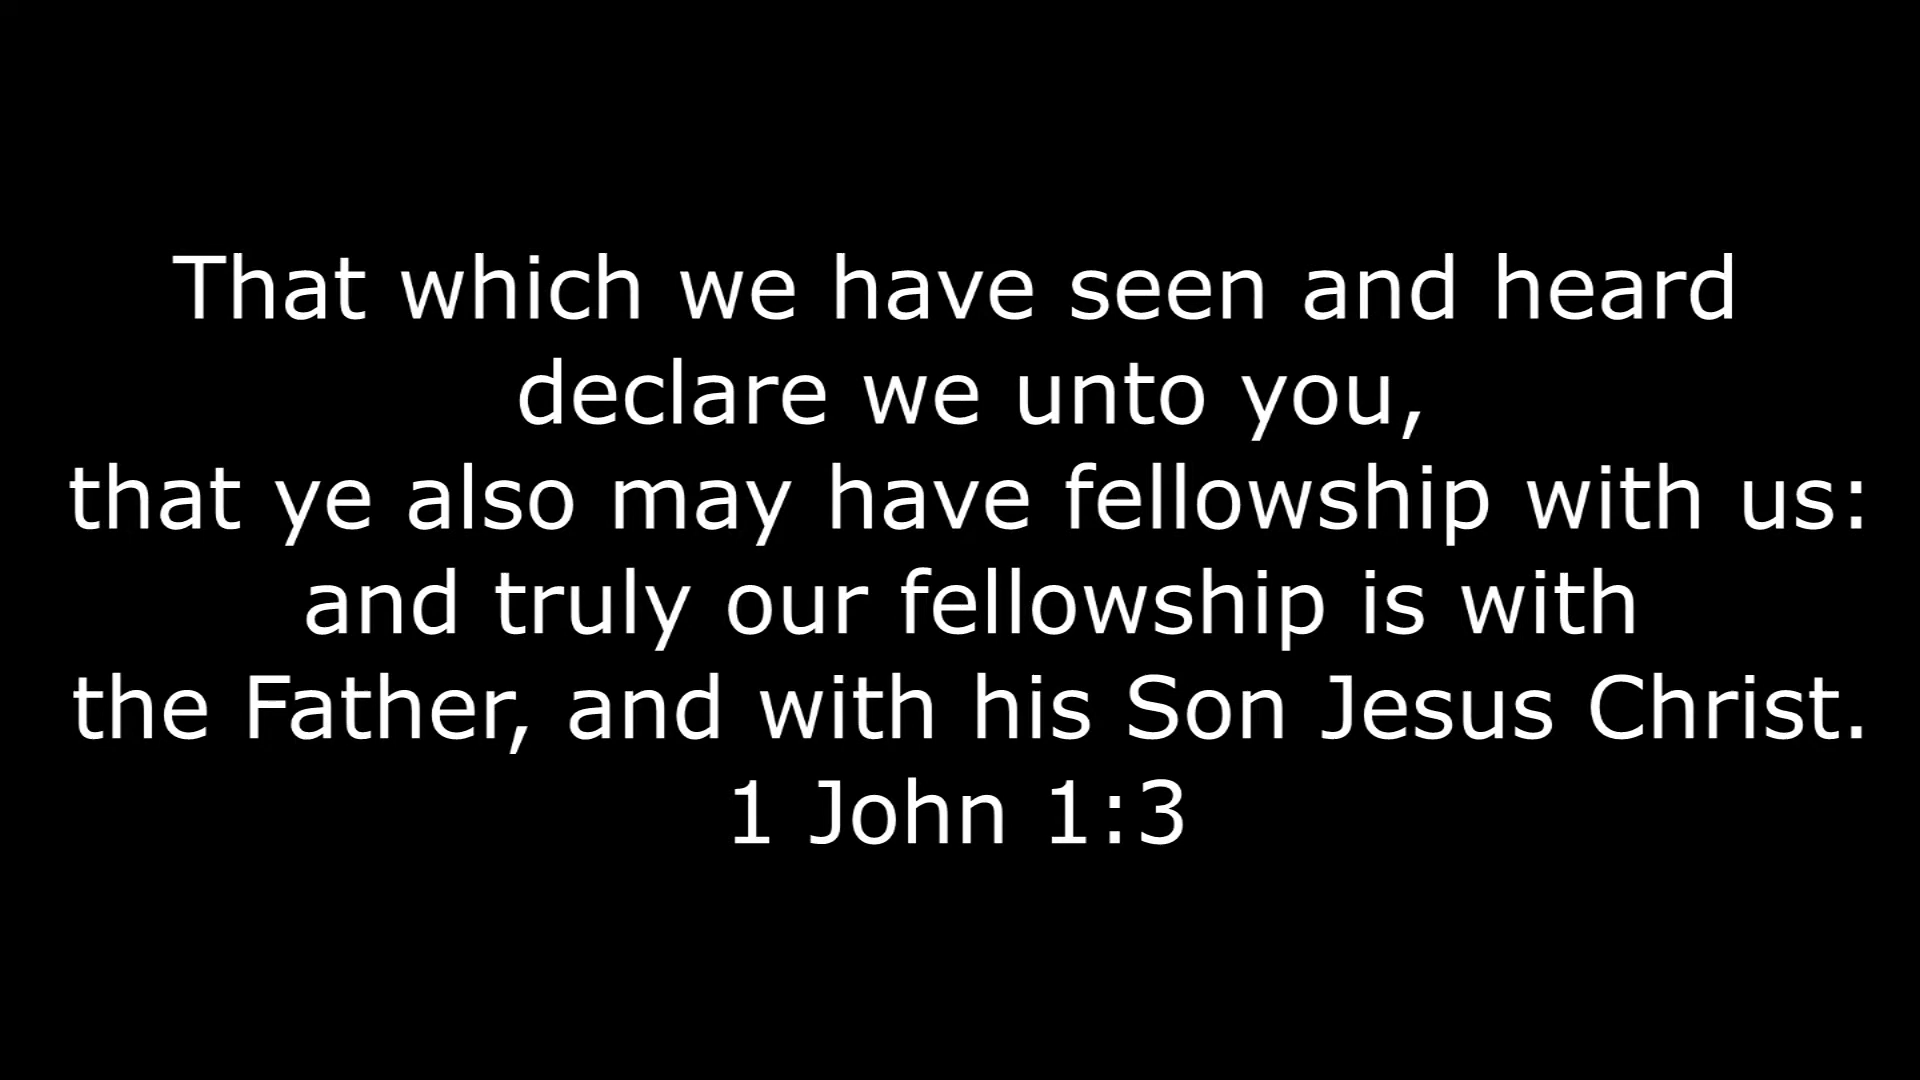 That which we have seen and heard
declare we unto you,
that ye also may have fellowship with us:
and truly our fellowship is with
the Father, and with his Son Jesus Christ.
1 John 1:3